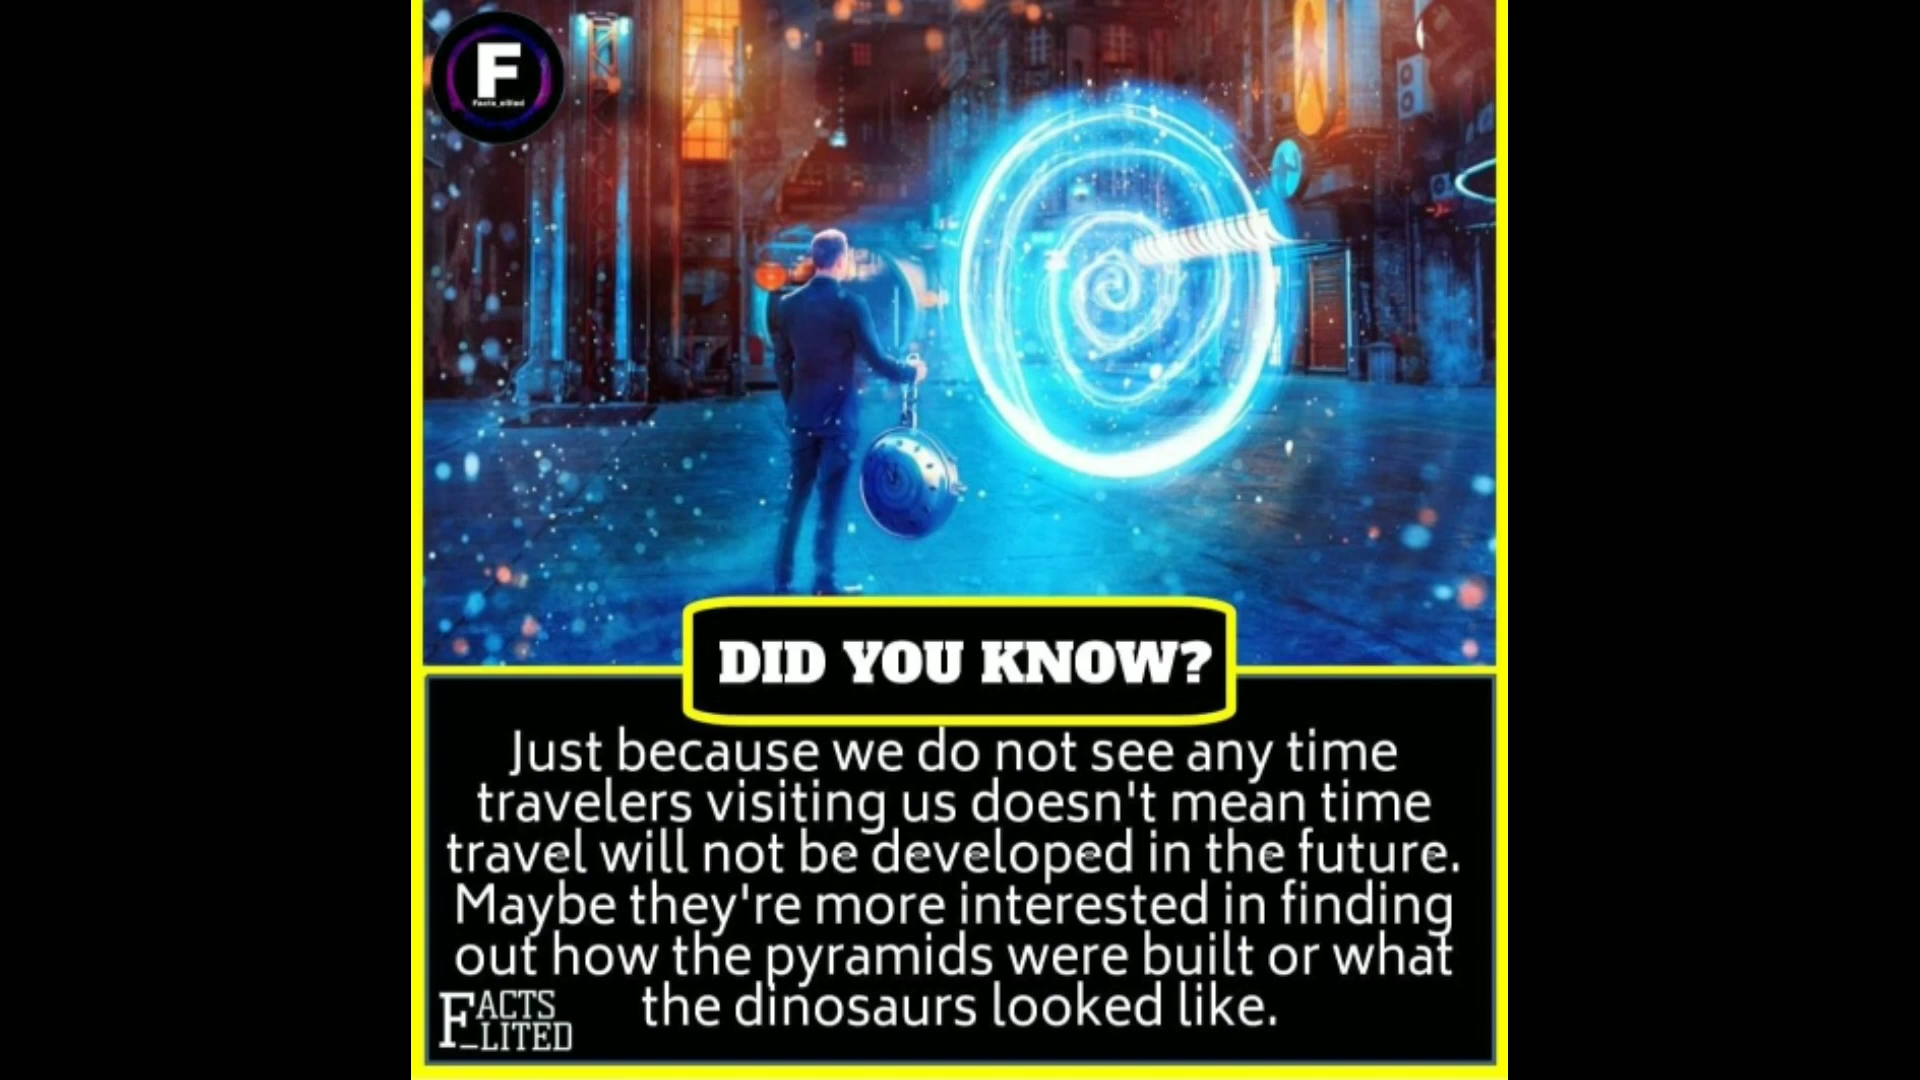 F
DID YOU KNOW?
Just because we do not see any time
travelers visiting us doesn't mean time
travel will not be developed in the future.
Maybe they're more interested in finding
out how the pyramids were built or what
the dinosaurs looked like.
FACTS
_LITED